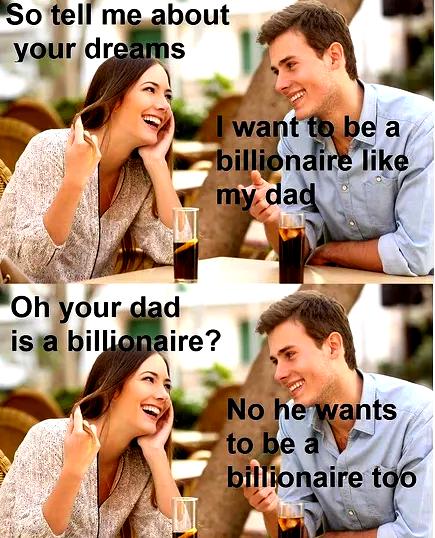 So tell me about
your dreams
I want to be a
billionaire like
my dad
Oh your dad
is a billionaire?
No he wants
to be a
billionaire too